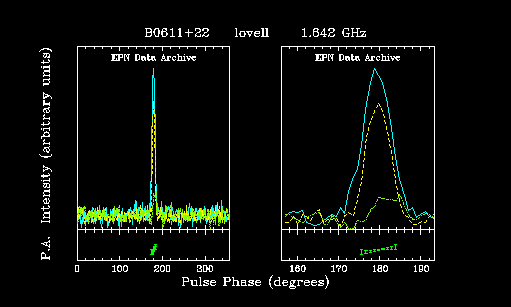 B0611+22 lovell 1.642 GHz
EPN Data Archive
EPN Data Archive
P.A. Intensity (arbitrary units)
0 100 200 300
160 170 180 190
Pulse Phase (degrees)